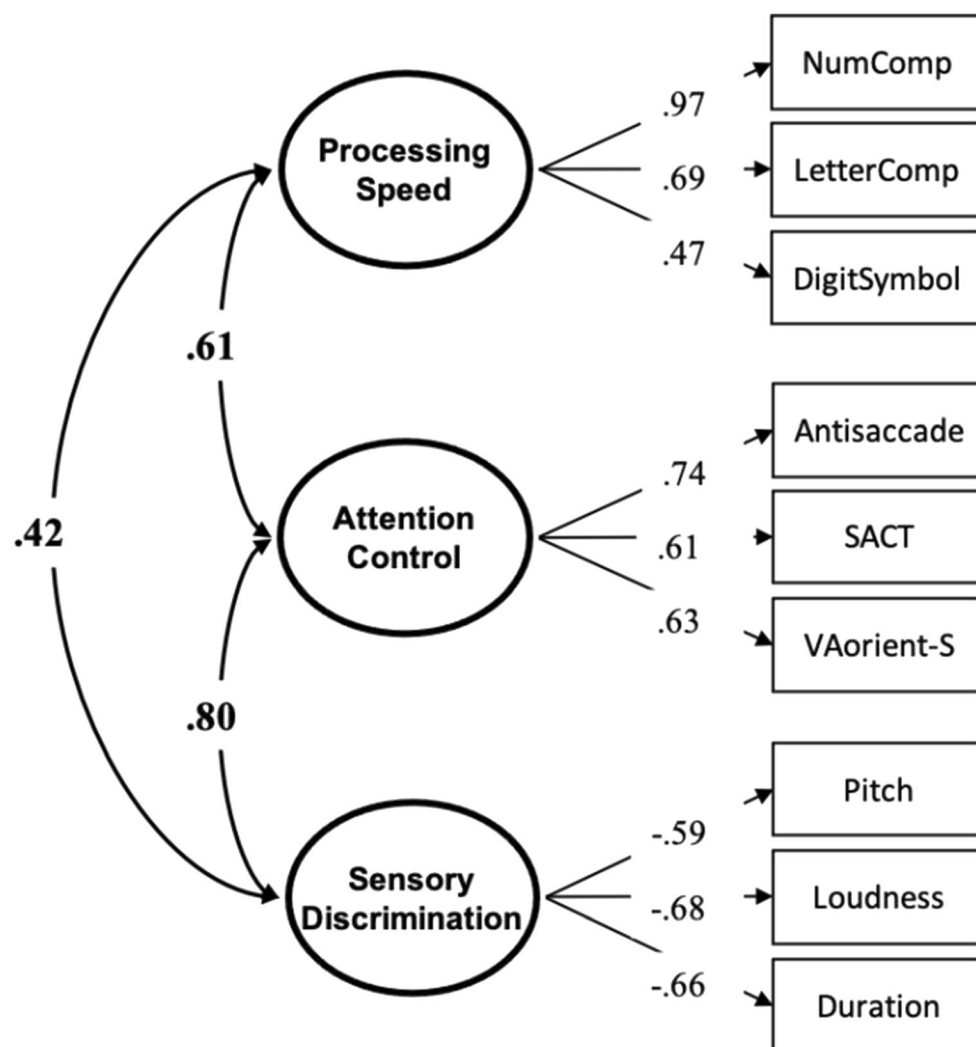 NumComp
.97
Processing
Speed
.69
LetterComp
.47
DigitSymbol
.61
Antisaccade
.74
Attention
Control
.42
.61
SACT
.63
VAorient-S
.80
Pitch
-.59
Sensory
Discrimination
-.68
Loudness
-.66
Duration